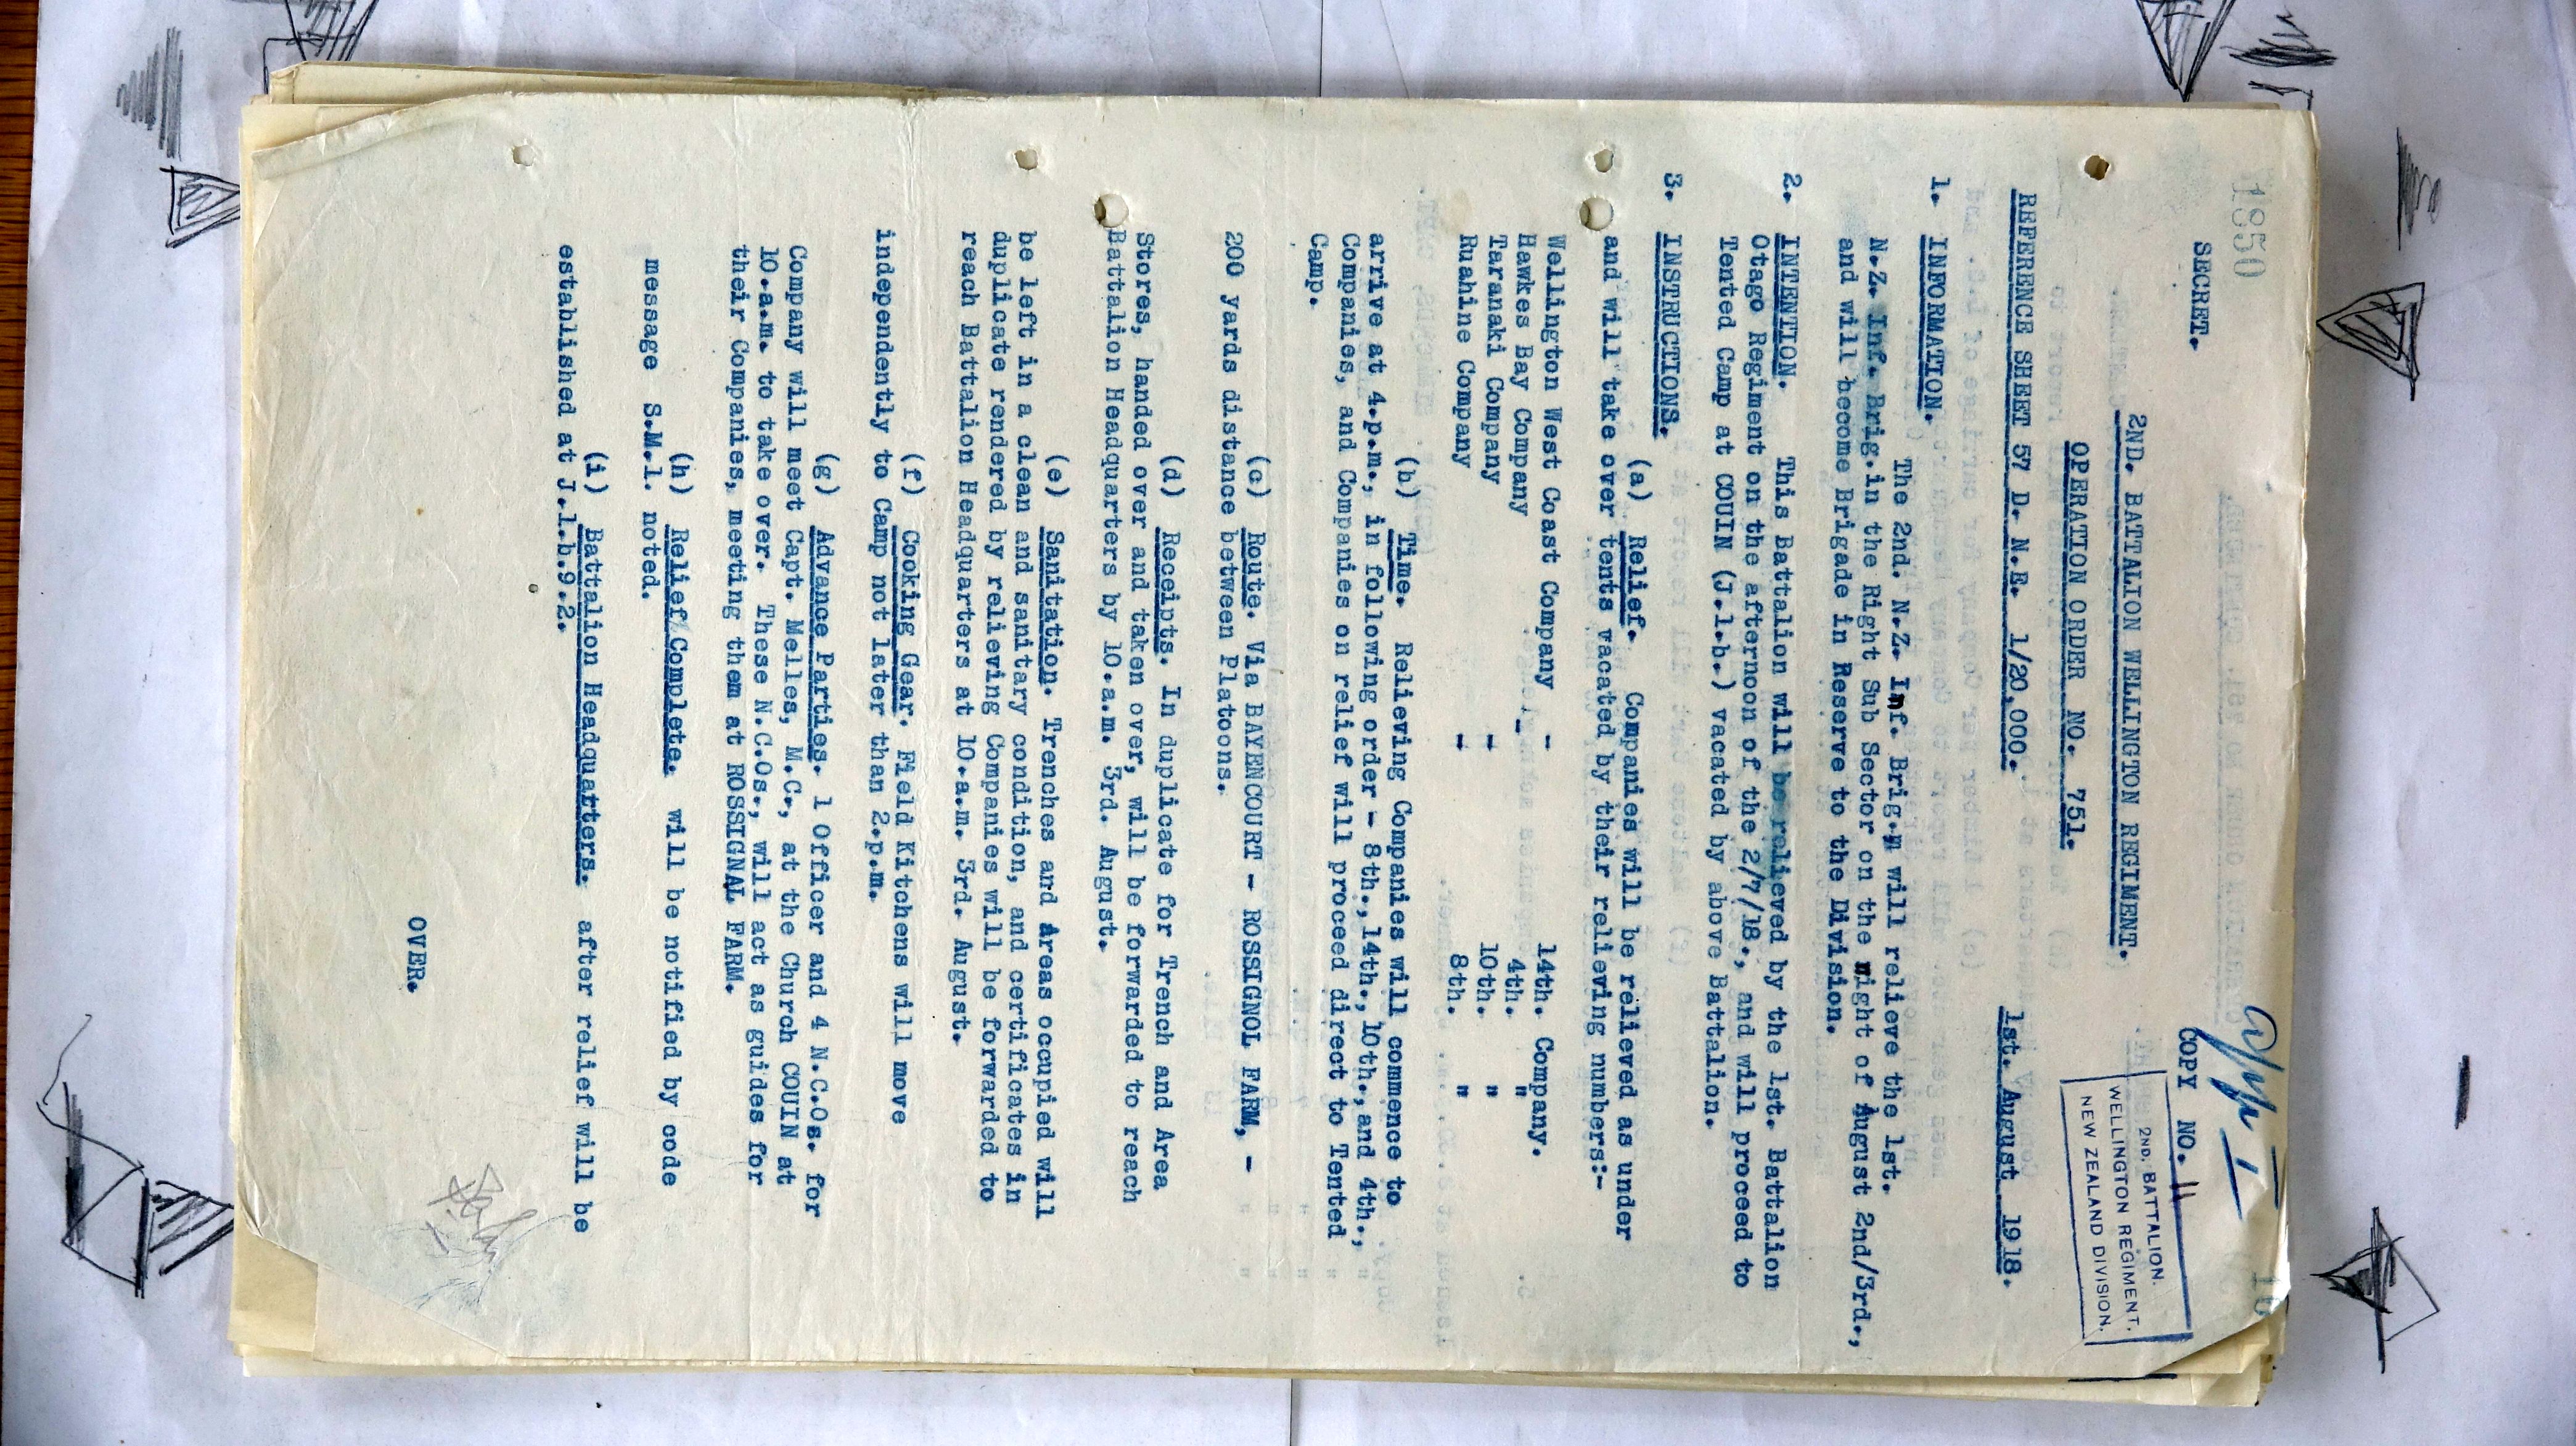 1850
SECRET.
COPY NO. 11
2ND. BATTALION.
WELLINGTON REGIMENT,
NEW ZEALAND DIVISION.
2ND. BATTALION WELLINGTON REGIMENT.
OPERATION ORDER NO. 751.
REFERENCE SHEET 57 D. N.E. 1/20,000. 1st. August 1918.
1. INFORMATION. The 2nd. N.Z. Inf. Brig. will relieve the 1st.
N.Z. Inf. Brig. in the Right Sub Sector on the night of August 2nd/3rd.,
and will become Brigade in Reserve to the Division.
2. INTENTION. This Battalion will be relieved by the 1st. Battalion
Otago Regiment on the afternoon of the 2/7/18., and will proceed to
Tented Camp at COUIN (J.1.b.) vacated by above Battalion.
3. INSTRUCTIONS.
(a) Relief. Companies will be relieved as under
and will take over tents vacated by their relieving numbers:-
Wellington West Coast Company - 14th. Company.
Hawkes Bay Company - 4th. "
Taranaki Company - 10th. "
Ruahine Company - 8th. "
(b) Time. Relieving Companies will commence to
arrive at 4.p.m., in following order - 8th., 14th., 10th., and 4th.,
Companies, and Companies on relief will proceed direct to Tented
Camp.
(c) Route. Via BAYENCOURT - ROSSIGNOL FARM, -
200 yards distance between Platoons.
(d) Receipts. In duplicate for Trench and Area
Stores, handed over and taken over, will be forwarded to reach
Battalion Headquarters by 10.a.m. 3rd. August.
(e) Sanitation. Trenches and Areas occupied will
be left in a clean and sanitary condition, and certificates in
duplicate rendered by relieving Companies will be forwarded to
reach Battalion Headquarters at 10.a.m. 3rd. August.
(f) Cooking Gear. Field Kitchens will move
independently to Camp not later than 2.p.m.
(g) Advance Parties. 1 Officer and 4 N.C.Os. for
Company will meet Capt. Melles, M.C., at the Church COUIN at
10.a.m. to take over. These N.C.Os., will act as guides for
their Companies, meeting them at ROSSIGNAL FARM.
(h) Relief Complete. will be notified by code
message S.M.1. noted.
(i) Battalion Headquarters. after relief will be
established at J.1.b.9.2.
OVER.